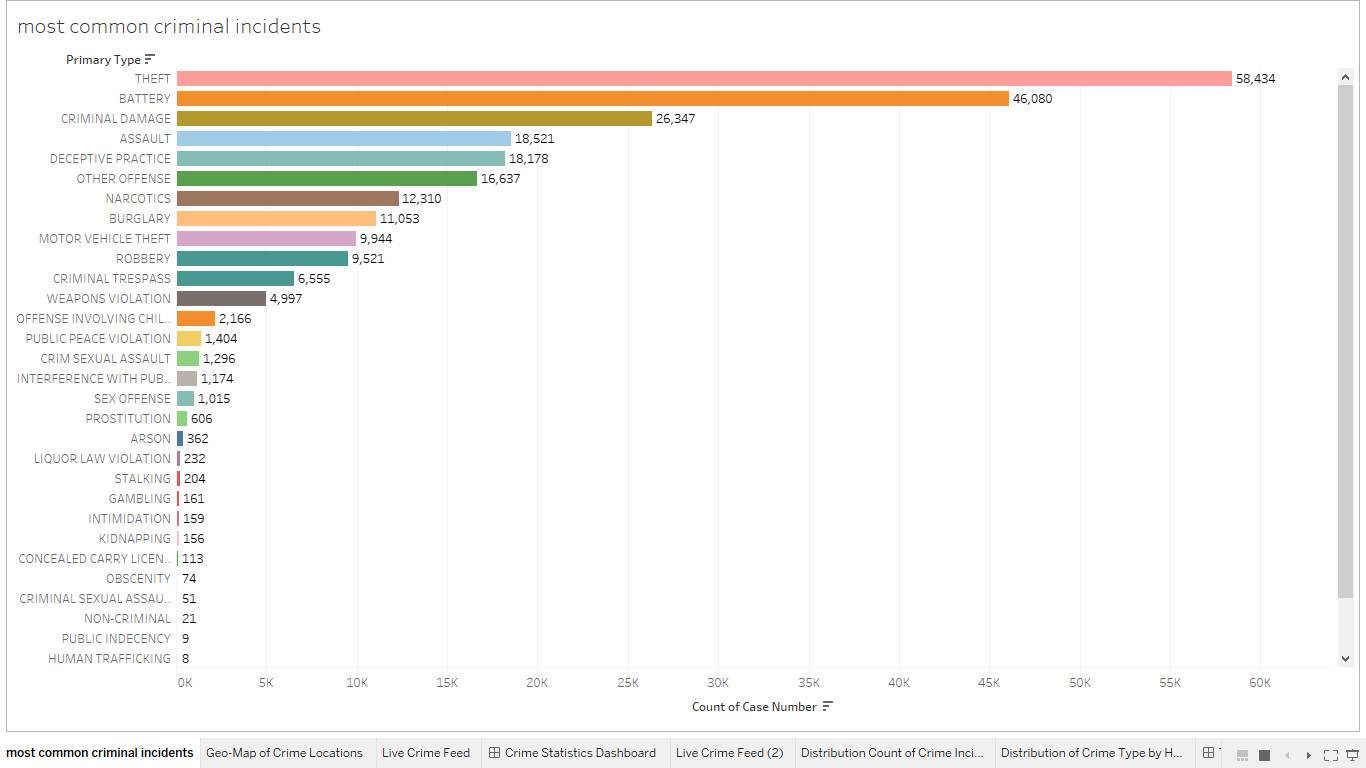 most common criminal incidents
Primary Type
THEFT 58,434
BATTERY 46,080
CRIMINAL DAMAGE 26,347
ASSAULT 18,521
DECEPTIVE PRACTICE 18,178
OTHER OFFENSE 16,637
NARCOTICS 12,310
BURGLARY 11,053
MOTOR VEHICLE THEFT 9,944
ROBBERY 9,521
CRIMINAL TRESPASS 6,555
WEAPONS VIOLATION 4,997
OFFENSE INVOLVING CHIL.. 2,166
PUBLIC PEACE VIOLATION 1,404
CRIM SEXUAL ASSAULT 1,296
INTERFERENCE WITH PUB.. 1,174
SEX OFFENSE 1,015
PROSTITUTION 606
ARSON 362
LIQUOR LAW VIOLATION 232
STALKING 204
GAMBLING 161
INTIMIDATION 159
KIDNAPPING 156
CONCEALED CARRY LICEN.. 113
OBSCENITY 74
CRIMINAL SEXUAL ASSAU.. 51
NON-CRIMINAL 21
PUBLIC INDECENCY 9
HUMAN TRAFFICKING 8
0K 5K 10K 15K 20K 25K 30K 35K 40K 45K 50K 55K 60K
Count of Case Number
most common criminal incidents Geo-Map of Crime Locations Live Crime Feed Crime Statistics Dashboard Live Crime Feed (2) Distribution Count of Crime Inci... Distribution of Crime Type by H...